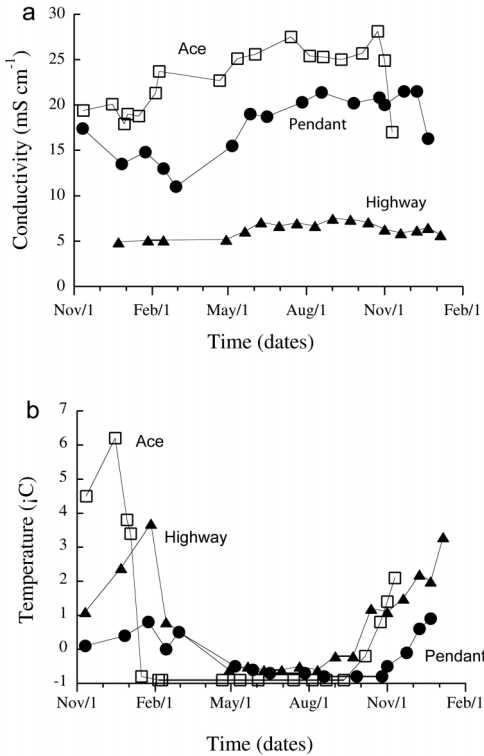 a
30
25
20
15
10
5
0
Conductivity (mS cm⁻¹)
Ace
Pendant
Highway
Nov/1 Feb/1 May/1 Aug/1 Nov/1 Feb/1
Time (dates)
b
7
6
5
4
3
2
1
0
-1
Temperature (¡C)
Ace
Highway
Pendant
Nov/1 Feb/1 May/1 Aug/1 Nov/1 Feb/1
Time (dates)